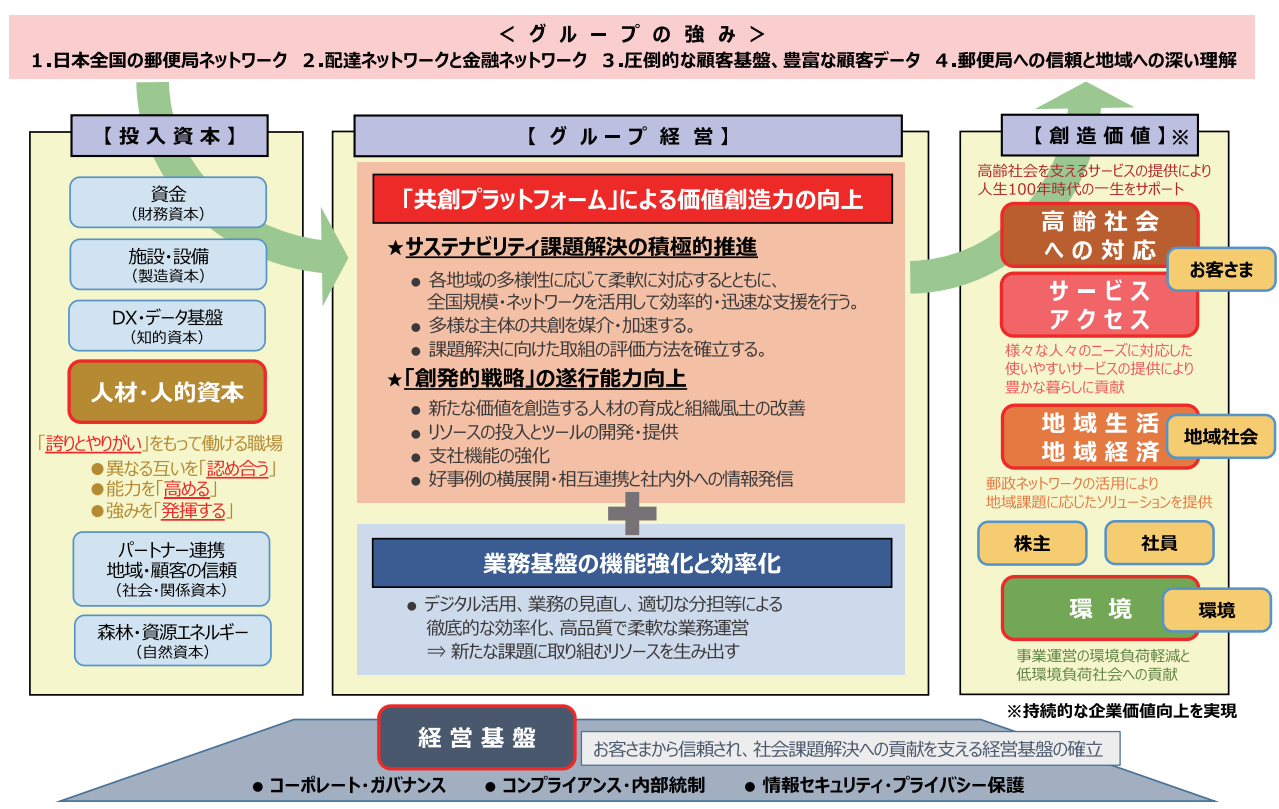 ＜グループの強み＞
1.日本全国の郵便局ネットワーク 2.配達ネットワークと金融ネットワーク 3.圧倒的な顧客基盤、豊富な顧客データ 4.郵便局への信頼と地域への深い理解
【投入資本】
資金
（財務資本）
施設・設備
（製造資本）
DX・データ基盤
（知的資本）
人材・人的資本
「誇りとやりがい」をもって働ける職場
●異なる互いを「認め合う」
●能力を「高める」
●強みを「発揮する」
パートナー連携
地域・顧客の信頼
（社会・関係資本）
森林・資源エネルギー
（自然資本）
【グループ経営】
「共創プラットフォーム」による価値創造力の向上
★サステナビリティ課題解決の積極的推進
● 各地域の多様性に応じて柔軟に対応するとともに、
全国規模・ネットワークを活用して効率的・迅速な支援を行う。
● 多様な主体の共創を媒介・加速する。
● 課題解決に向けた取組の評価方法を確立する。
★「創発的戦略」の遂行能力向上
● 新たな価値を創造する人材の育成と組織風土の改善
● リソースの投入とツールの開発・提供
● 支社機能の強化
● 好事例の横展開・相互連携と社内外への情報発信
業務基盤の機能強化と効率化
● デジタル活用、業務の見直し、適切な分担等による
徹底的な効率化、高品質で柔軟な業務運営
⇒ 新たな課題に取り組むリソースを生み出す
【創造価値】※
高齢社会を支えるサービスの提供により
人生100年時代の一生をサポート
高齢社会
への対応
お客さま
サービス
アクセス
様々な人々のニーズに対応した
使いやすいサービスの提供により
豊かな暮らしに貢献
地域生活
地域経済
地域社会
郵政ネットワークの活用により
地域課題に応じたソリューションを提供
株主
社員
環境
環境
事業運営の環境負荷軽減と
低環境負荷社会への貢献
※持続的な企業価値向上を実現
経営基盤
お客さまから信頼され、社会課題解決への貢献を支える経営基盤の確立
● コーポレート・ガバナンス ● コンプライアンス・内部統制 ● 情報セキュリティ・プライバシー保護